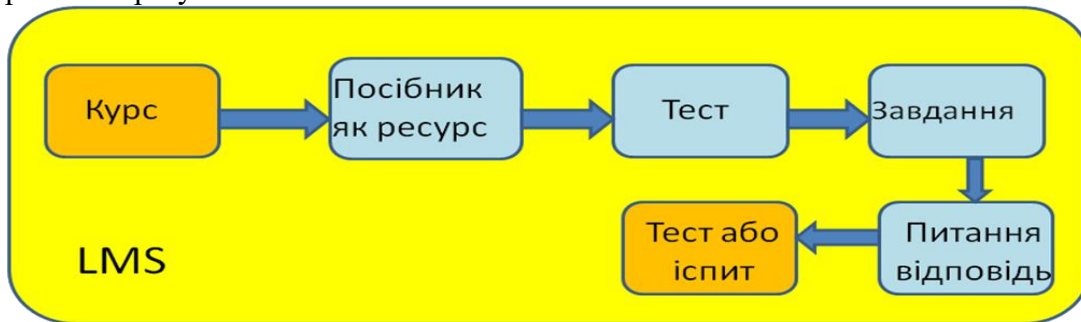 Курс
Посібник
як ресурс
Тест
Завдання
Тест або
іспит
Питання
відповідь
LMS